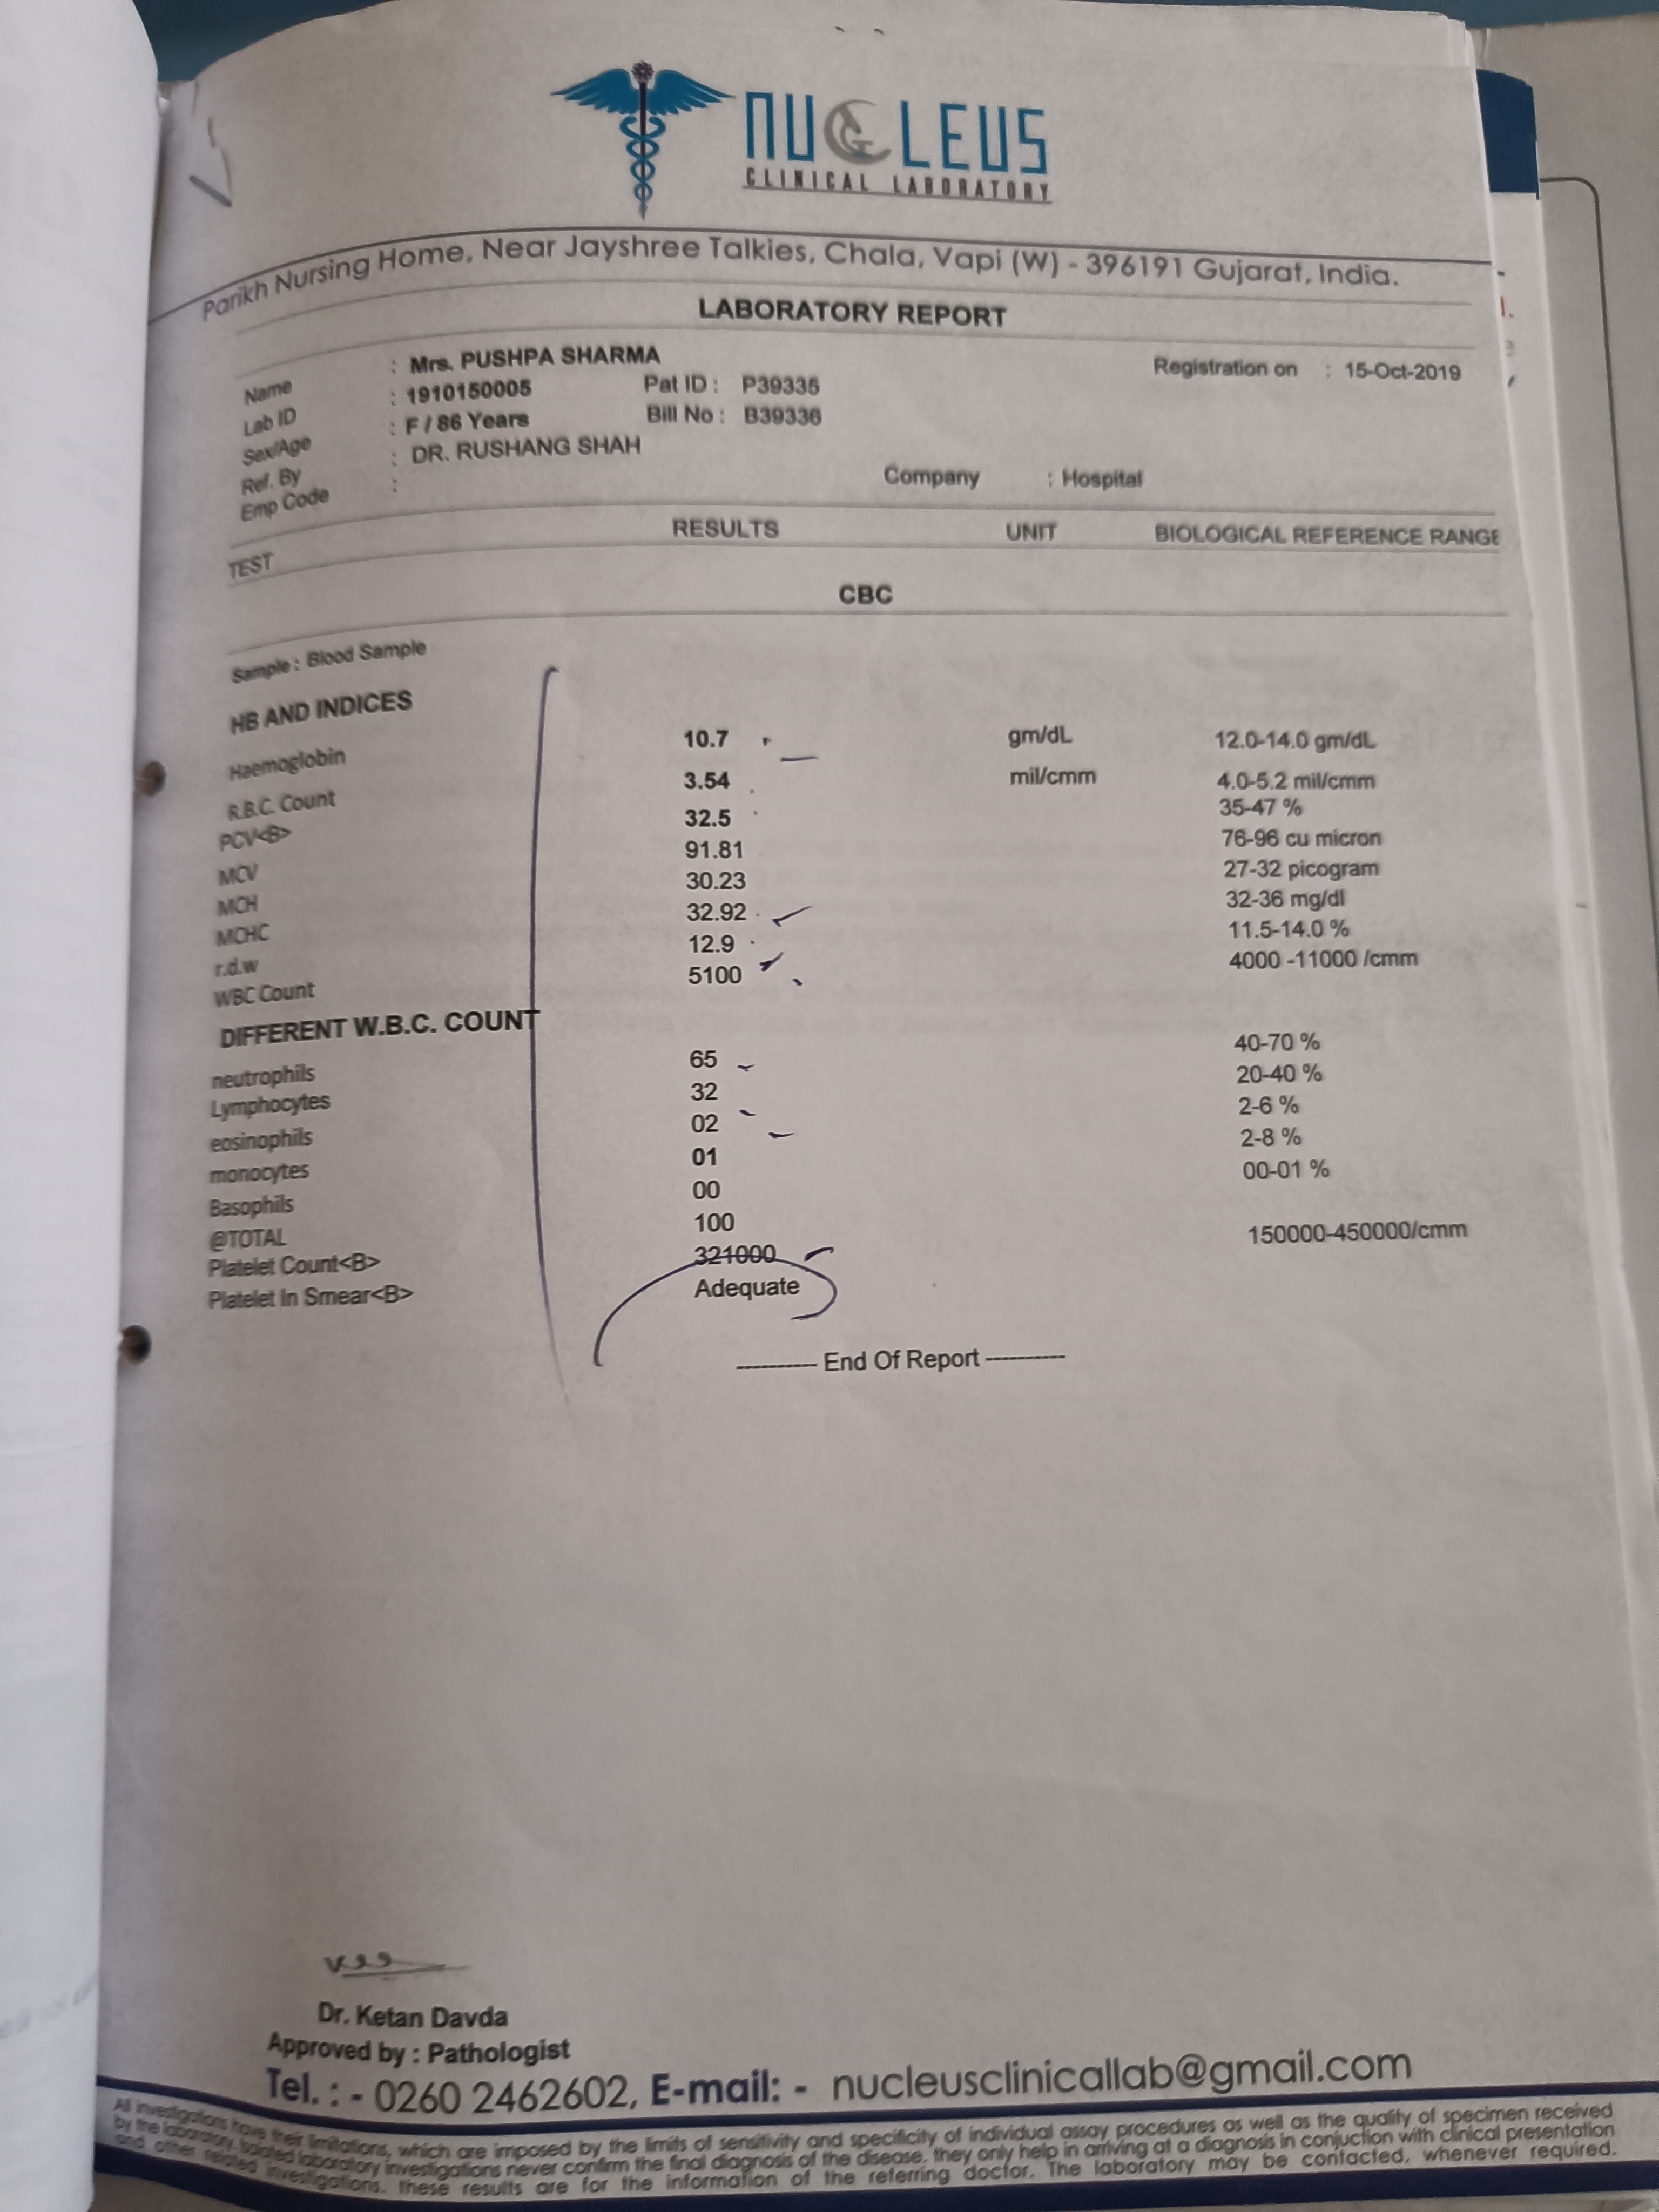 NUCLEUS
CLINICAL LABORATORY
Parikh Nursing Home, Near Jayshree Talkies, Chala, Vapi (W) - 396191 Gujarat, India.
LABORATORY REPORT
Name : Mrs. PUSHPA SHARMA Registration on : 15-Oct-2019
Lab ID : 1910150005 Pat ID : P39335
Sex/Age : F / 86 Years Bill No : B39336
Ref. By : DR. RUSHANG SHAH
Emp Code : Company : Hospital
TEST RESULTS UNIT BIOLOGICAL REFERENCE RANGE
CBC
Sample : Blood Sample
HB AND INDICES
Haemoglobin 10.7 gm/dL 12.0-14.0 gm/dL
R.B.C. Count 3.54 mil/cmm 4.0-5.2 mil/cmm
PCV<B> 32.5 35-47 %
MCV 91.81 76-96 cu micron
MCH 30.23 27-32 picogram
MCHC 32.92 32-36 mg/dl
r.d.w 12.9 11.5-14.0 %
WBC Count 5100 4000 -11000 /cmm
DIFFERENT W.B.C. COUNT
neutrophils 65 40-70 %
Lymphocytes 32 20-40 %
eosinophils 02 2-6 %
monocytes 01 2-8 %
Basophils 00 00-01 %
@TOTAL 100
Platelet Count<B> 321000 150000-450000/cmm
Platelet In Smear<B> Adequate
---------- End Of Report ----------
Dr. Ketan Davda
Approved by : Pathologist
Tel. : - 0260 2462602, E-mail: - nucleusclinicallab@gmail.com
All investigations have their limitations, which are imposed by the limits of sensitivity and specificity of individual assay procedures as well as the quality of specimen received
by the laboratory. Isolated laboratory investigations never confirm the final diagnosis of the disease, they only help in arriving at a diagnosis in conjuction with clinical presentation
and other related investigations. these results are for the information of the referring doctor. The laboratory may be contacted, whenever required.